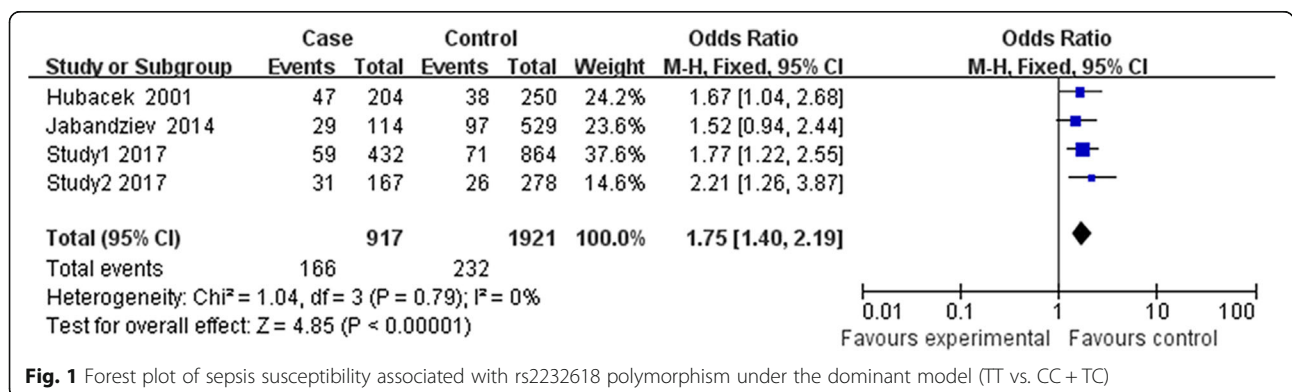 Case Control Odds Ratio Odds Ratio
Study or Subgroup Events Total Events Total Weight M-H, Fixed, 95% CI M-H, Fixed, 95% CI
Hubacek 2001 47 204 38 250 24.2% 1.67 [1.04, 2.68]
Jabandziev 2014 29 114 97 529 23.6% 1.52 [0.94, 2.44]
Study1 2017 59 432 71 864 37.6% 1.77 [1.22, 2.55]
Study2 2017 31 167 26 278 14.6% 2.21 [1.26, 3.87]
Total (95% CI) 917 1921 100.0% 1.75 [1.40, 2.19]
Total events 166 232
Heterogeneity: Chi² = 1.04, df = 3 (P = 0.79); I² = 0%
Test for overall effect: Z = 4.85 (P < 0.00001)
0.01 0.1 1 10 100
Favours experimental Favours control
Fig. 1 Forest plot of sepsis susceptibility associated with rs2232618 polymorphism under the dominant model (TT vs. CC + TC)